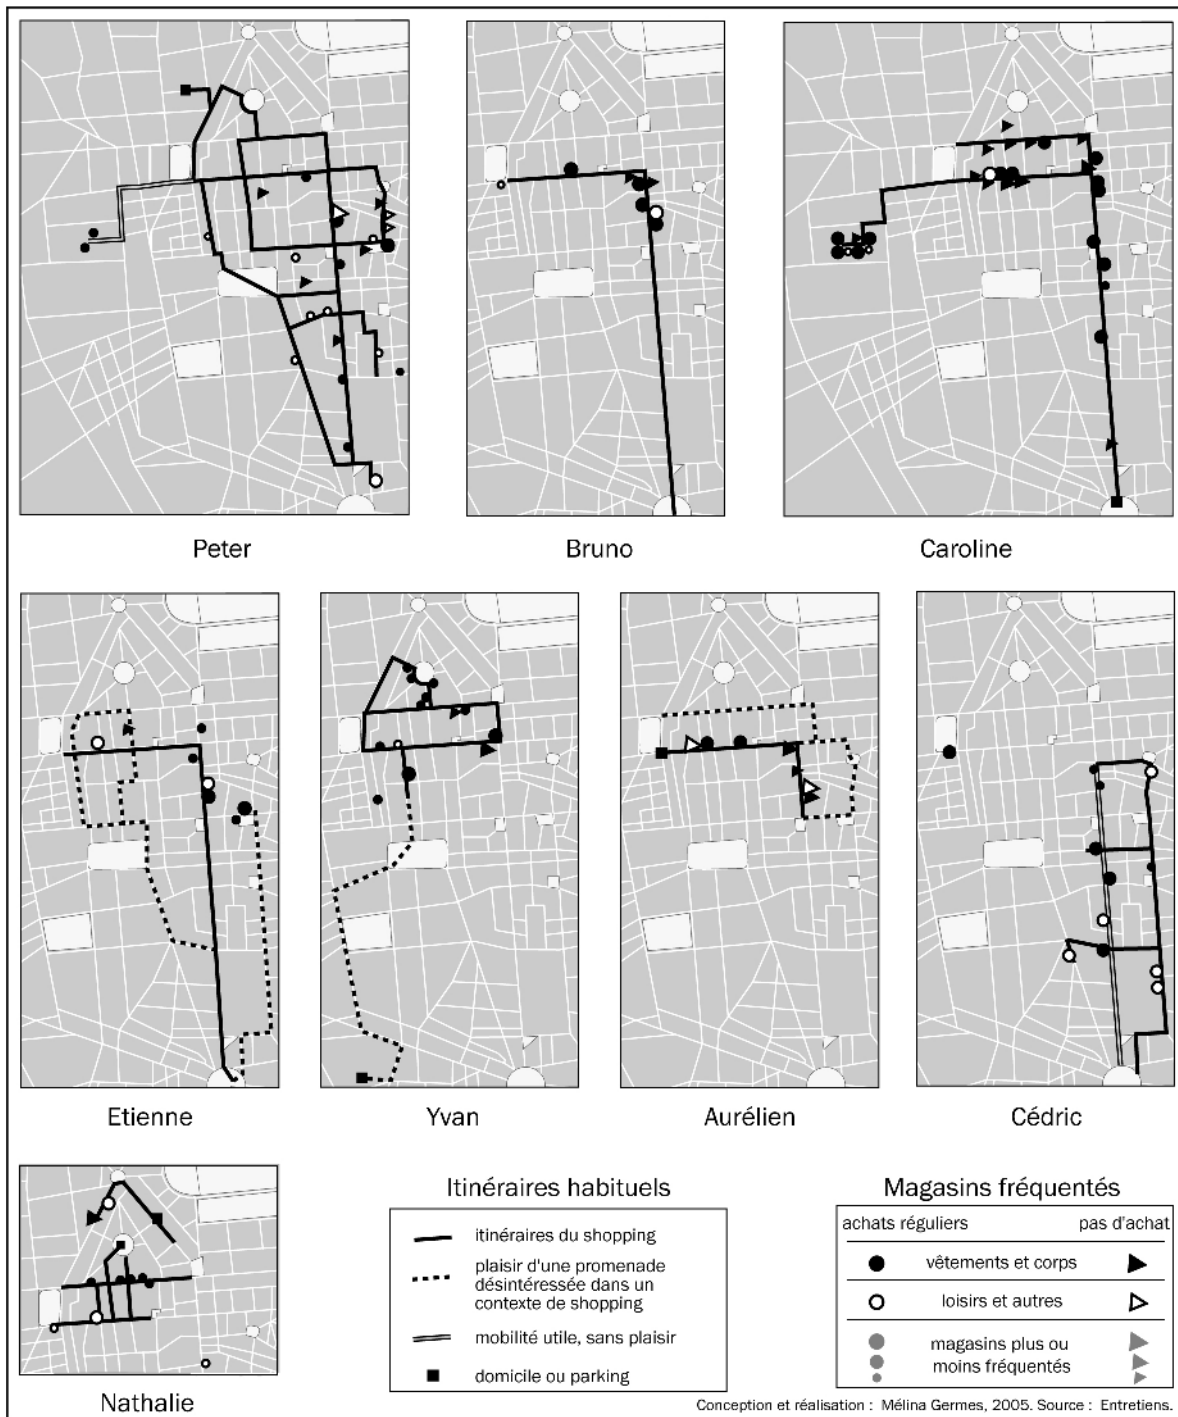 Peter
Bruno
Caroline
Etienne
Yvan
Aurélien
Cédric
Nathalie
Itinéraires habituels
itinéraires du shopping
plaisir d'une promenade
désintéressée dans un
contexte de shopping
mobilité utile, sans plaisir
domicile ou parking
Magasins fréquentés
achats réguliers pas d'achat
vêtements et corps
loisirs et autres
magasins plus ou
moins fréquentés
Conception et réalisation : Mélina Germes, 2005. Source : Entretiens.